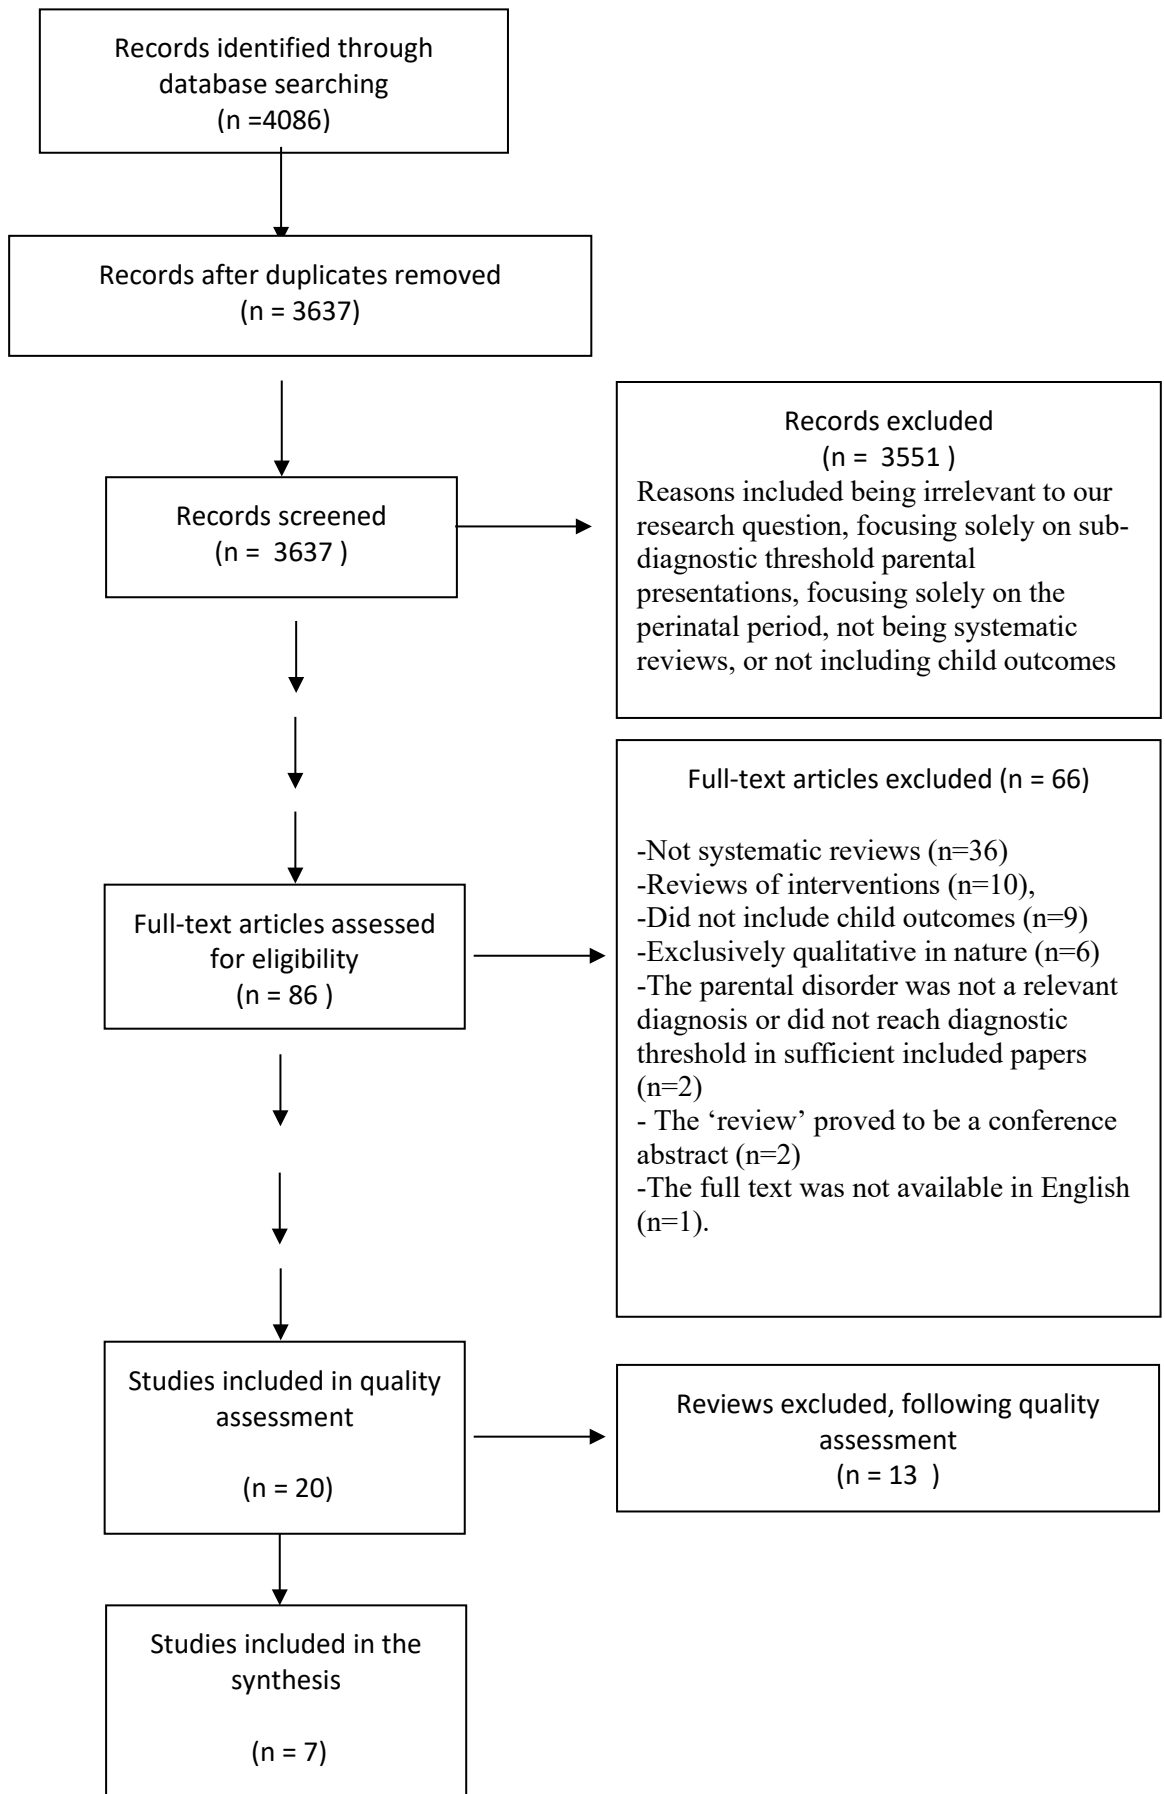 Records identified through
database searching
(n =4086)
Records after duplicates removed
(n = 3637)
Records screened
(n =  3637 )
Records excluded
(n =  3551 )
Reasons included being irrelevant to our
research question, focusing solely on sub-
diagnostic threshold parental
presentations, focusing solely on the
perinatal period, not being systematic
reviews, or not including child outcomes
Full-text articles assessed
for eligibility
(n = 86 )
Full-text articles excluded (n = 66)
-Not systematic reviews (n=36)
-Reviews of interventions (n=10),
-Did not include child outcomes (n=9)
-Exclusively qualitative in nature (n=6)
-The parental disorder was not a relevant
diagnosis or did not reach diagnostic
threshold in sufficient included papers
(n=2)
- The ‘review’ proved to be a conference
abstract (n=2)
-The full text was not available in English
(n=1).
Studies included in quality
assessment
(n = 20)
Reviews excluded, following quality
assessment
(n = 13  )
Studies included in the
synthesis
(n = 7)